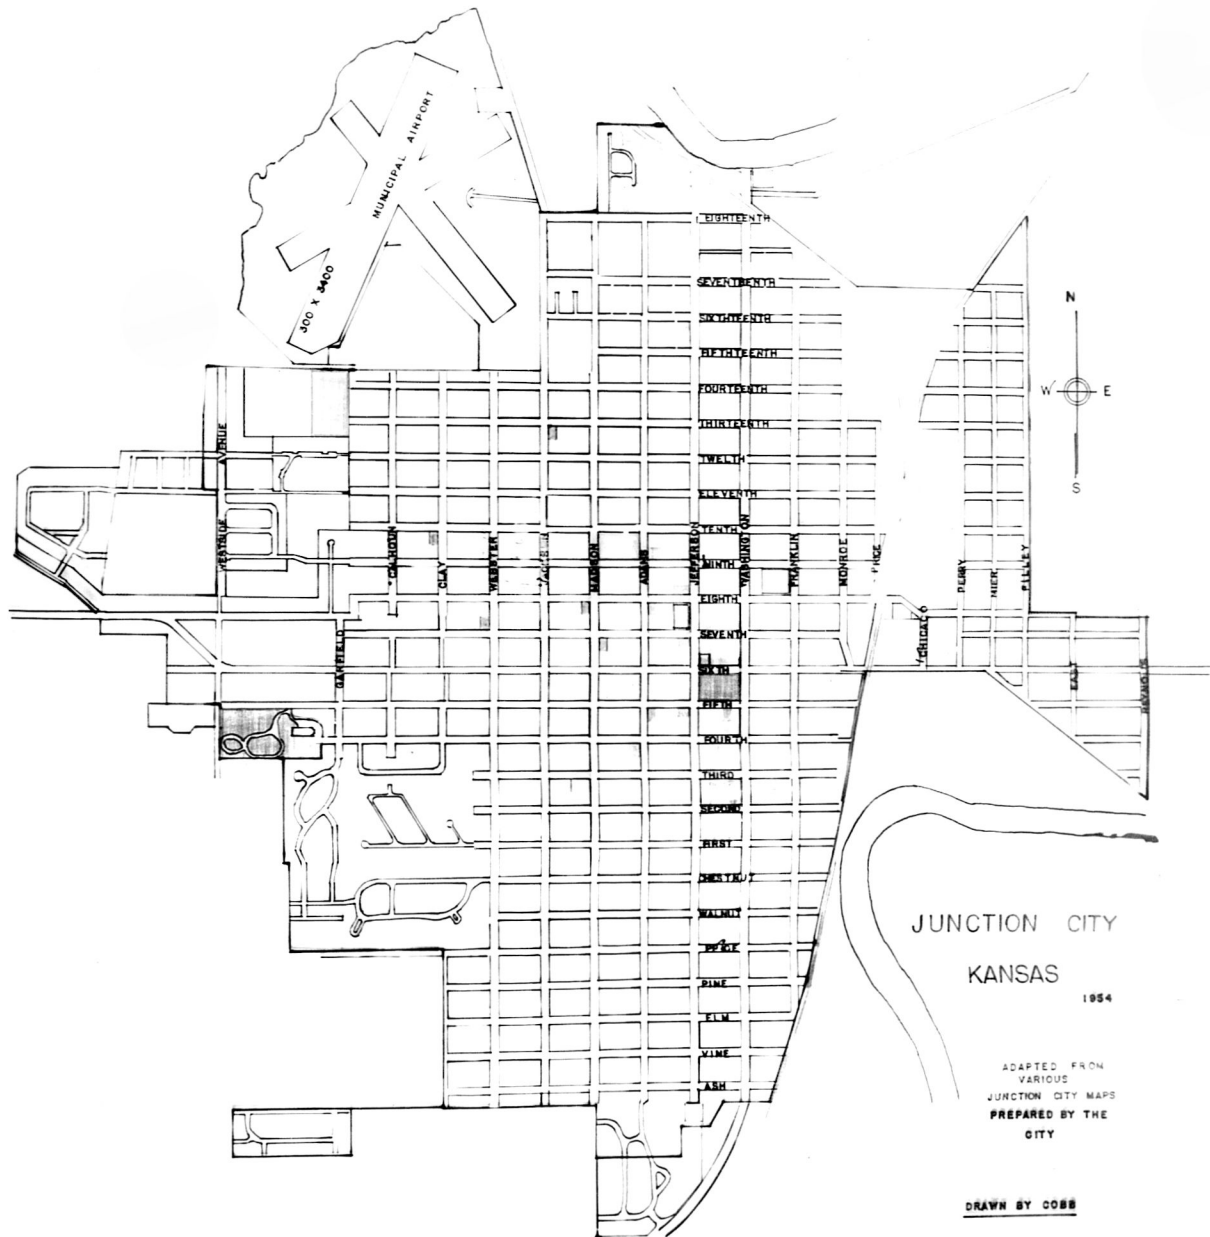 MUNICIPAL AIRPORT
300 X 3400
EIGHTEENTH
SEVENTEENTH
SIXTHTEENTH
FIFTHTEENTH
FOURTEENTH
THIRTEENTH
TWELTH
ELEVENTH
TENTH
NINTH
EIGHTH
SEVENTH
SIXTH
FIFTH
FOURTH
THIRD
SECOND
FIRST
CHESTNUT
WALNUT
PINE
ELM
VINE
ASH
WESTSIDE AVENUE
GARFIELD
CALHOUN
CLAY
WEBSTER
JACKSON
MADISON
ADAMS
JEFFERSON
WASHINGTON
FRANKLIN
MONROE
PRICE
CHICAGO
PERRY
MIER
PILLEY
EAST
REYNOLDS
N
W E
S
JUNCTION CITY
KANSAS
1954
ADAPTED FROM
VARIOUS
JUNCTION CITY MAPS
PREPARED BY THE
CITY
DRAWN BY COBB